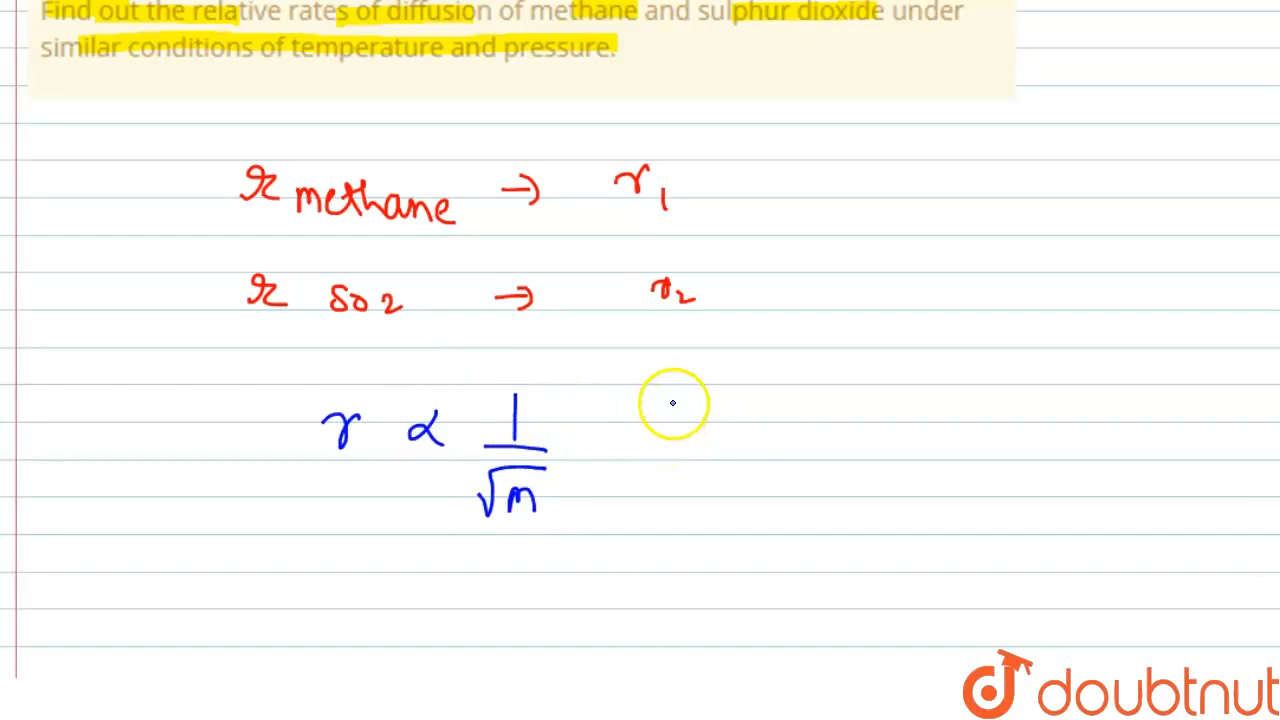 Find out the relative rates of diffusion of methane and sulphur dioxide under
similar conditions of temperature and pressure.
r methane → r1
r so2 → r2
r ∝ 1/√m
doubtnut